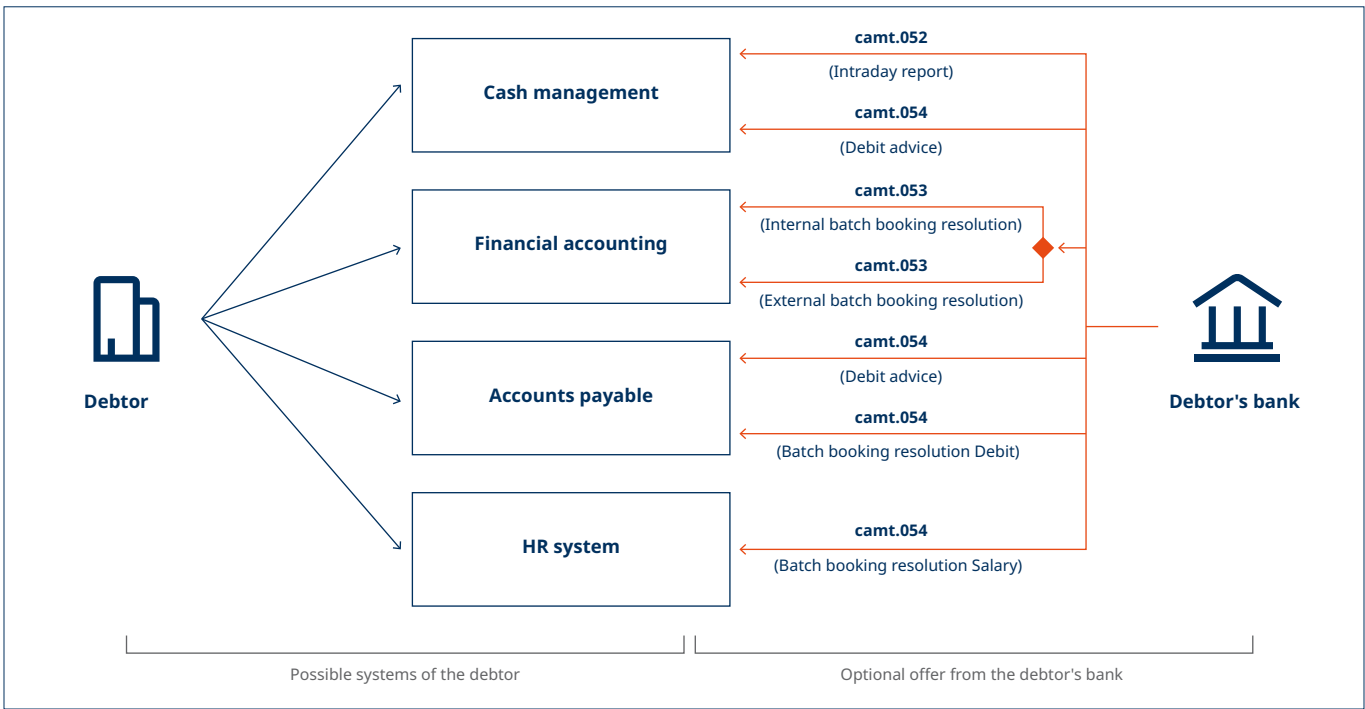 camt.052
(Intraday report)
Cash management
camt.054
(Debit advice)
camt.053
(Internal batch booking resolution)
Financial accounting
camt.053
(External batch booking resolution)
camt.054
(Debit advice)
Accounts payable
camt.054
(Batch booking resolution Debit)
Debtor
Debtor's bank
camt.054
HR system
(Batch booking resolution Salary)
Possible systems of the debtor
Optional offer from the debtor's bank